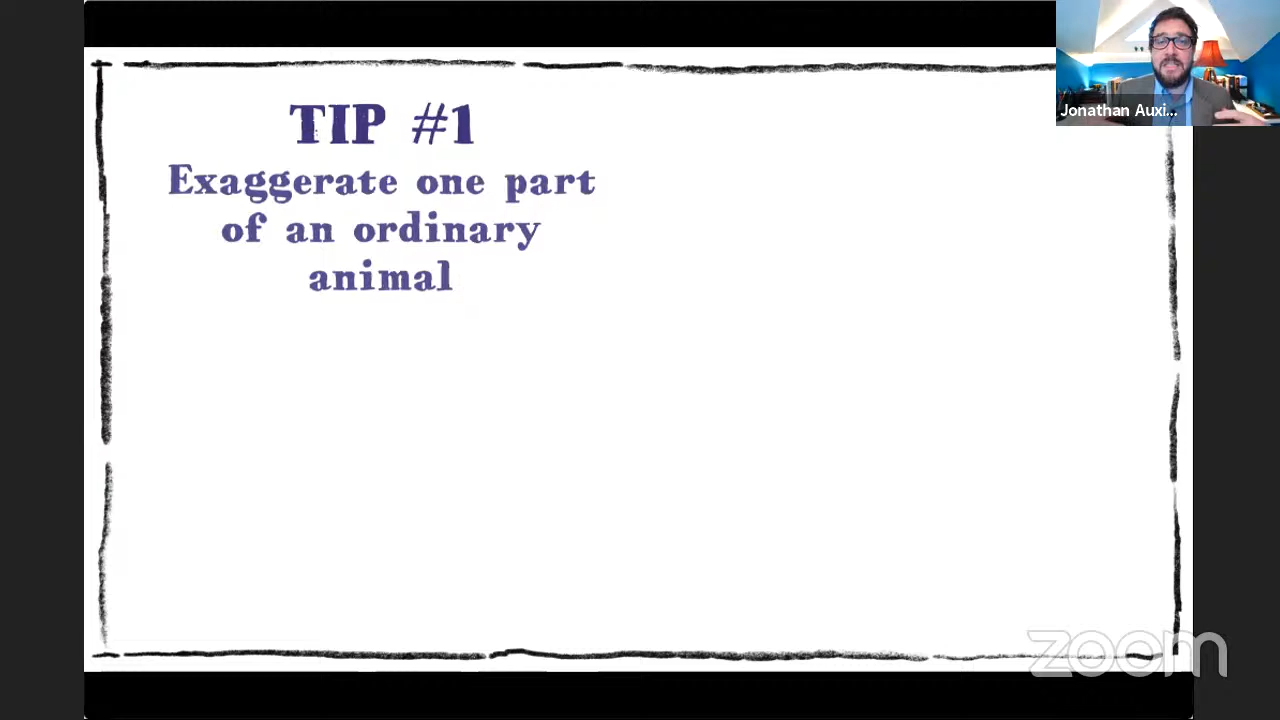 TIP #1
Exaggerate one part
of an ordinary
animal
Jonathan Auxi...
zoom